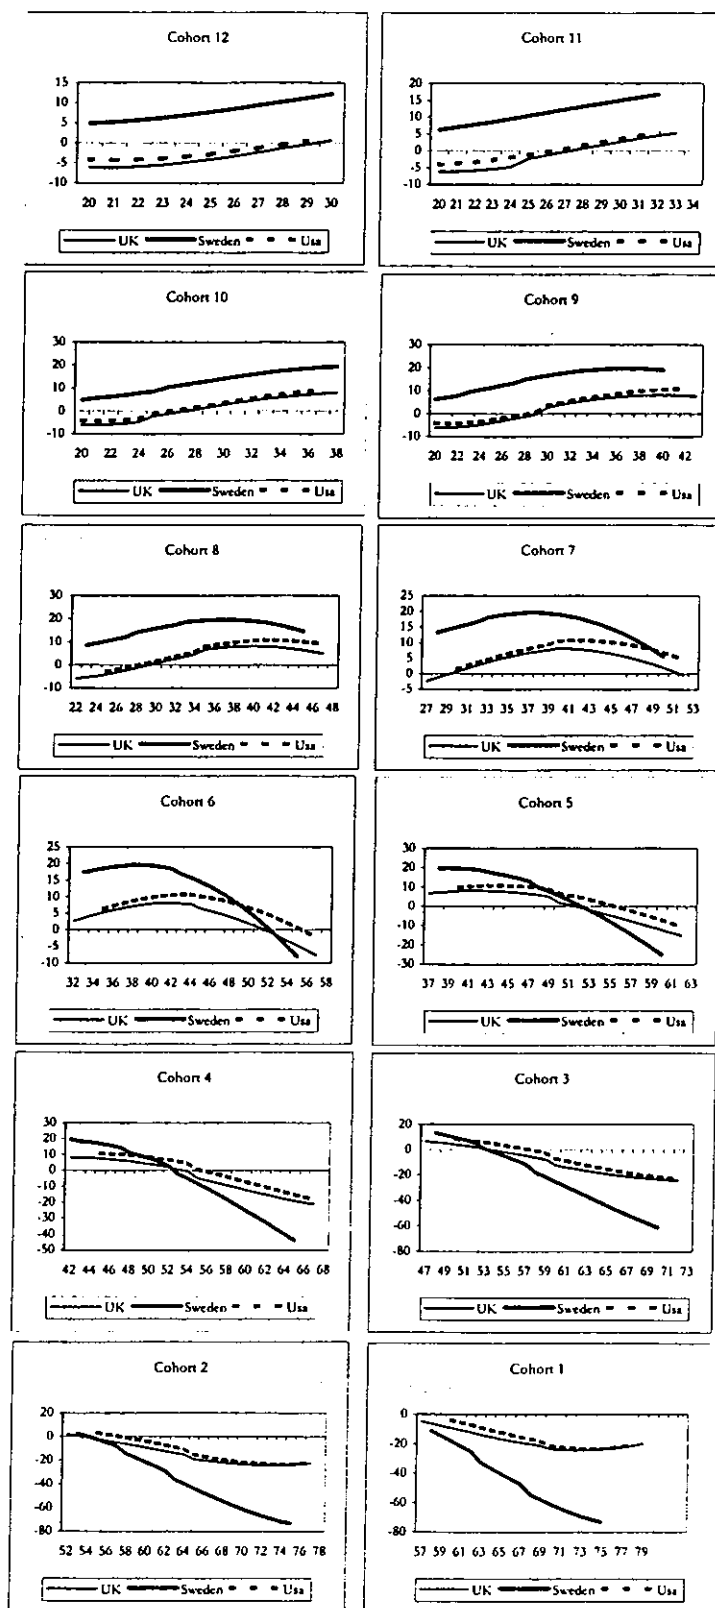 Cohort 12
15
10
5
0
-5
-10
20 21 22 23 24 25 26 27 28 29 30
UK Sweden Usa
Cohort 11
20
15
10
5
0
-5
-10
20 21 22 23 24 25 26 27 28 29 30 31 32 33 34
UK Sweden Usa
Cohort 10
30
20
10
0
-10
20 22 24 26 28 30 32 34 36 38
UK Sweden Usa
Cohort 9
30
20
10
0
-10
20 22 24 26 28 30 32 34 36 38 40 42
UK Sweden Usa
Cohort 8
30
20
10
0
-10
22 24 26 28 30 32 34 36 38 40 42 44 46 48
UK Sweden Usa
Cohort 7
25
20
15
10
5
0
-5
27 29 31 33 35 37 39 41 43 45 47 49 51 53
UK Sweden Usa
Cohort 6
25
20
15
10
5
0
-5
-10
32 34 36 38 40 42 44 46 48 50 52 54 56 58
UK Sweden Usa
Cohort 5
30
20
10
0
-10
-20
-30
37 39 41 43 45 47 49 51 53 55 57 59 61 63
UK Sweden Usa
Cohort 4
30
20
10
0
-10
-20
-30
-40
-50
42 44 46 48 50 52 54 56 58 60 62 64 66 68
UK Sweden Usa
Cohort 3
20
0
-20
-40
-60
-80
47 49 51 53 55 57 59 61 63 65 67 69 71 73
UK Sweden Usa
Cohort 2
20
0
-20
-40
-60
-80
52 54 56 58 60 62 64 66 68 70 72 74 76 78
UK Sweden Usa
Cohort 1
0
-20
-40
-60
-80
57 59 61 63 65 67 69 71 73 75 77 79
UK Sweden Usa